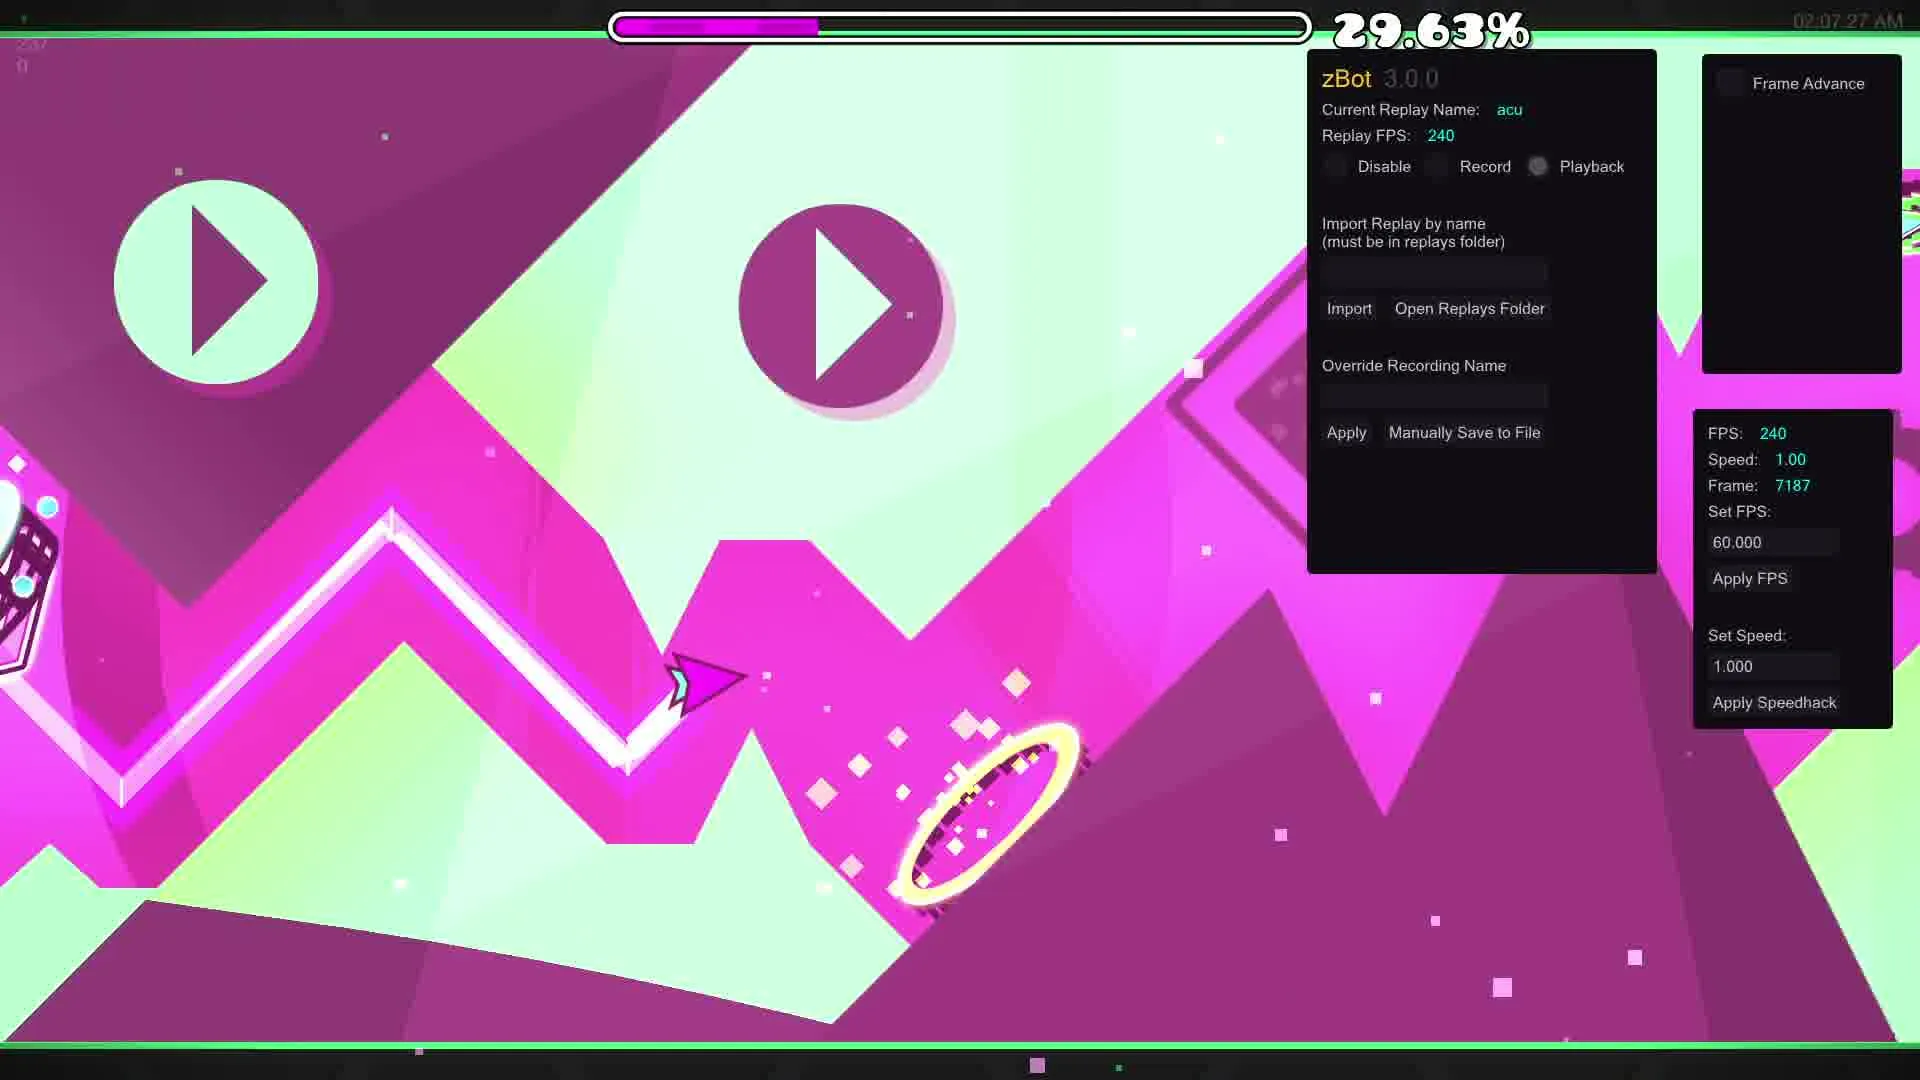 29.63%
02:07:27 AM
2:37
0
zBot 3.0.0
Current Replay Name: acu
Replay FPS: 240
Disable Record Playback
Import Replay by name
(must be in replays folder)
Import Open Replays Folder
Override Recording Name
Apply Manually Save to File
Frame Advance
FPS: 240
Speed: 1.00
Frame: 7187
Set FPS:
60.000
Apply FPS
Set Speed:
1.000
Apply Speedhack